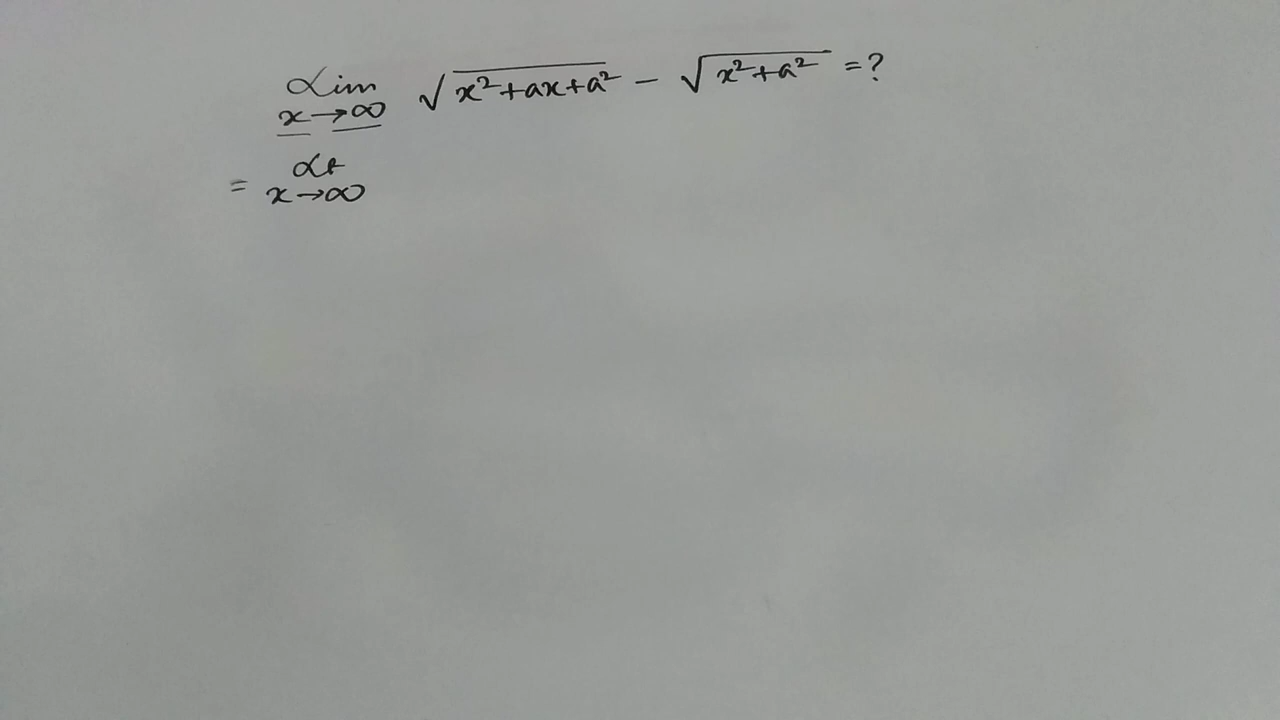 Lim √x²+ax+a² − √x²+a² =?
x→∞
= Lt
x→∞